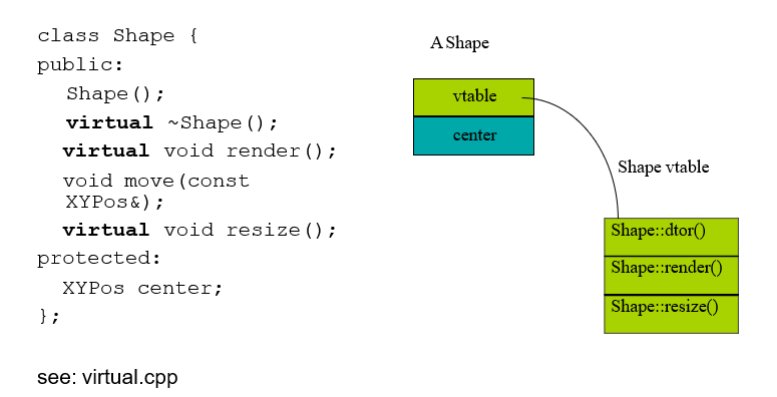 class Shape {
public:
Shape();
virtual ~Shape();
virtual void render();
void move(const
XYPos&);
virtual void resize();
protected:
XYPos center;
};
see: virtual.cpp
A Shape
vtable
center
Shape vtable
Shape::dtor()
Shape::render()
Shape::resize()